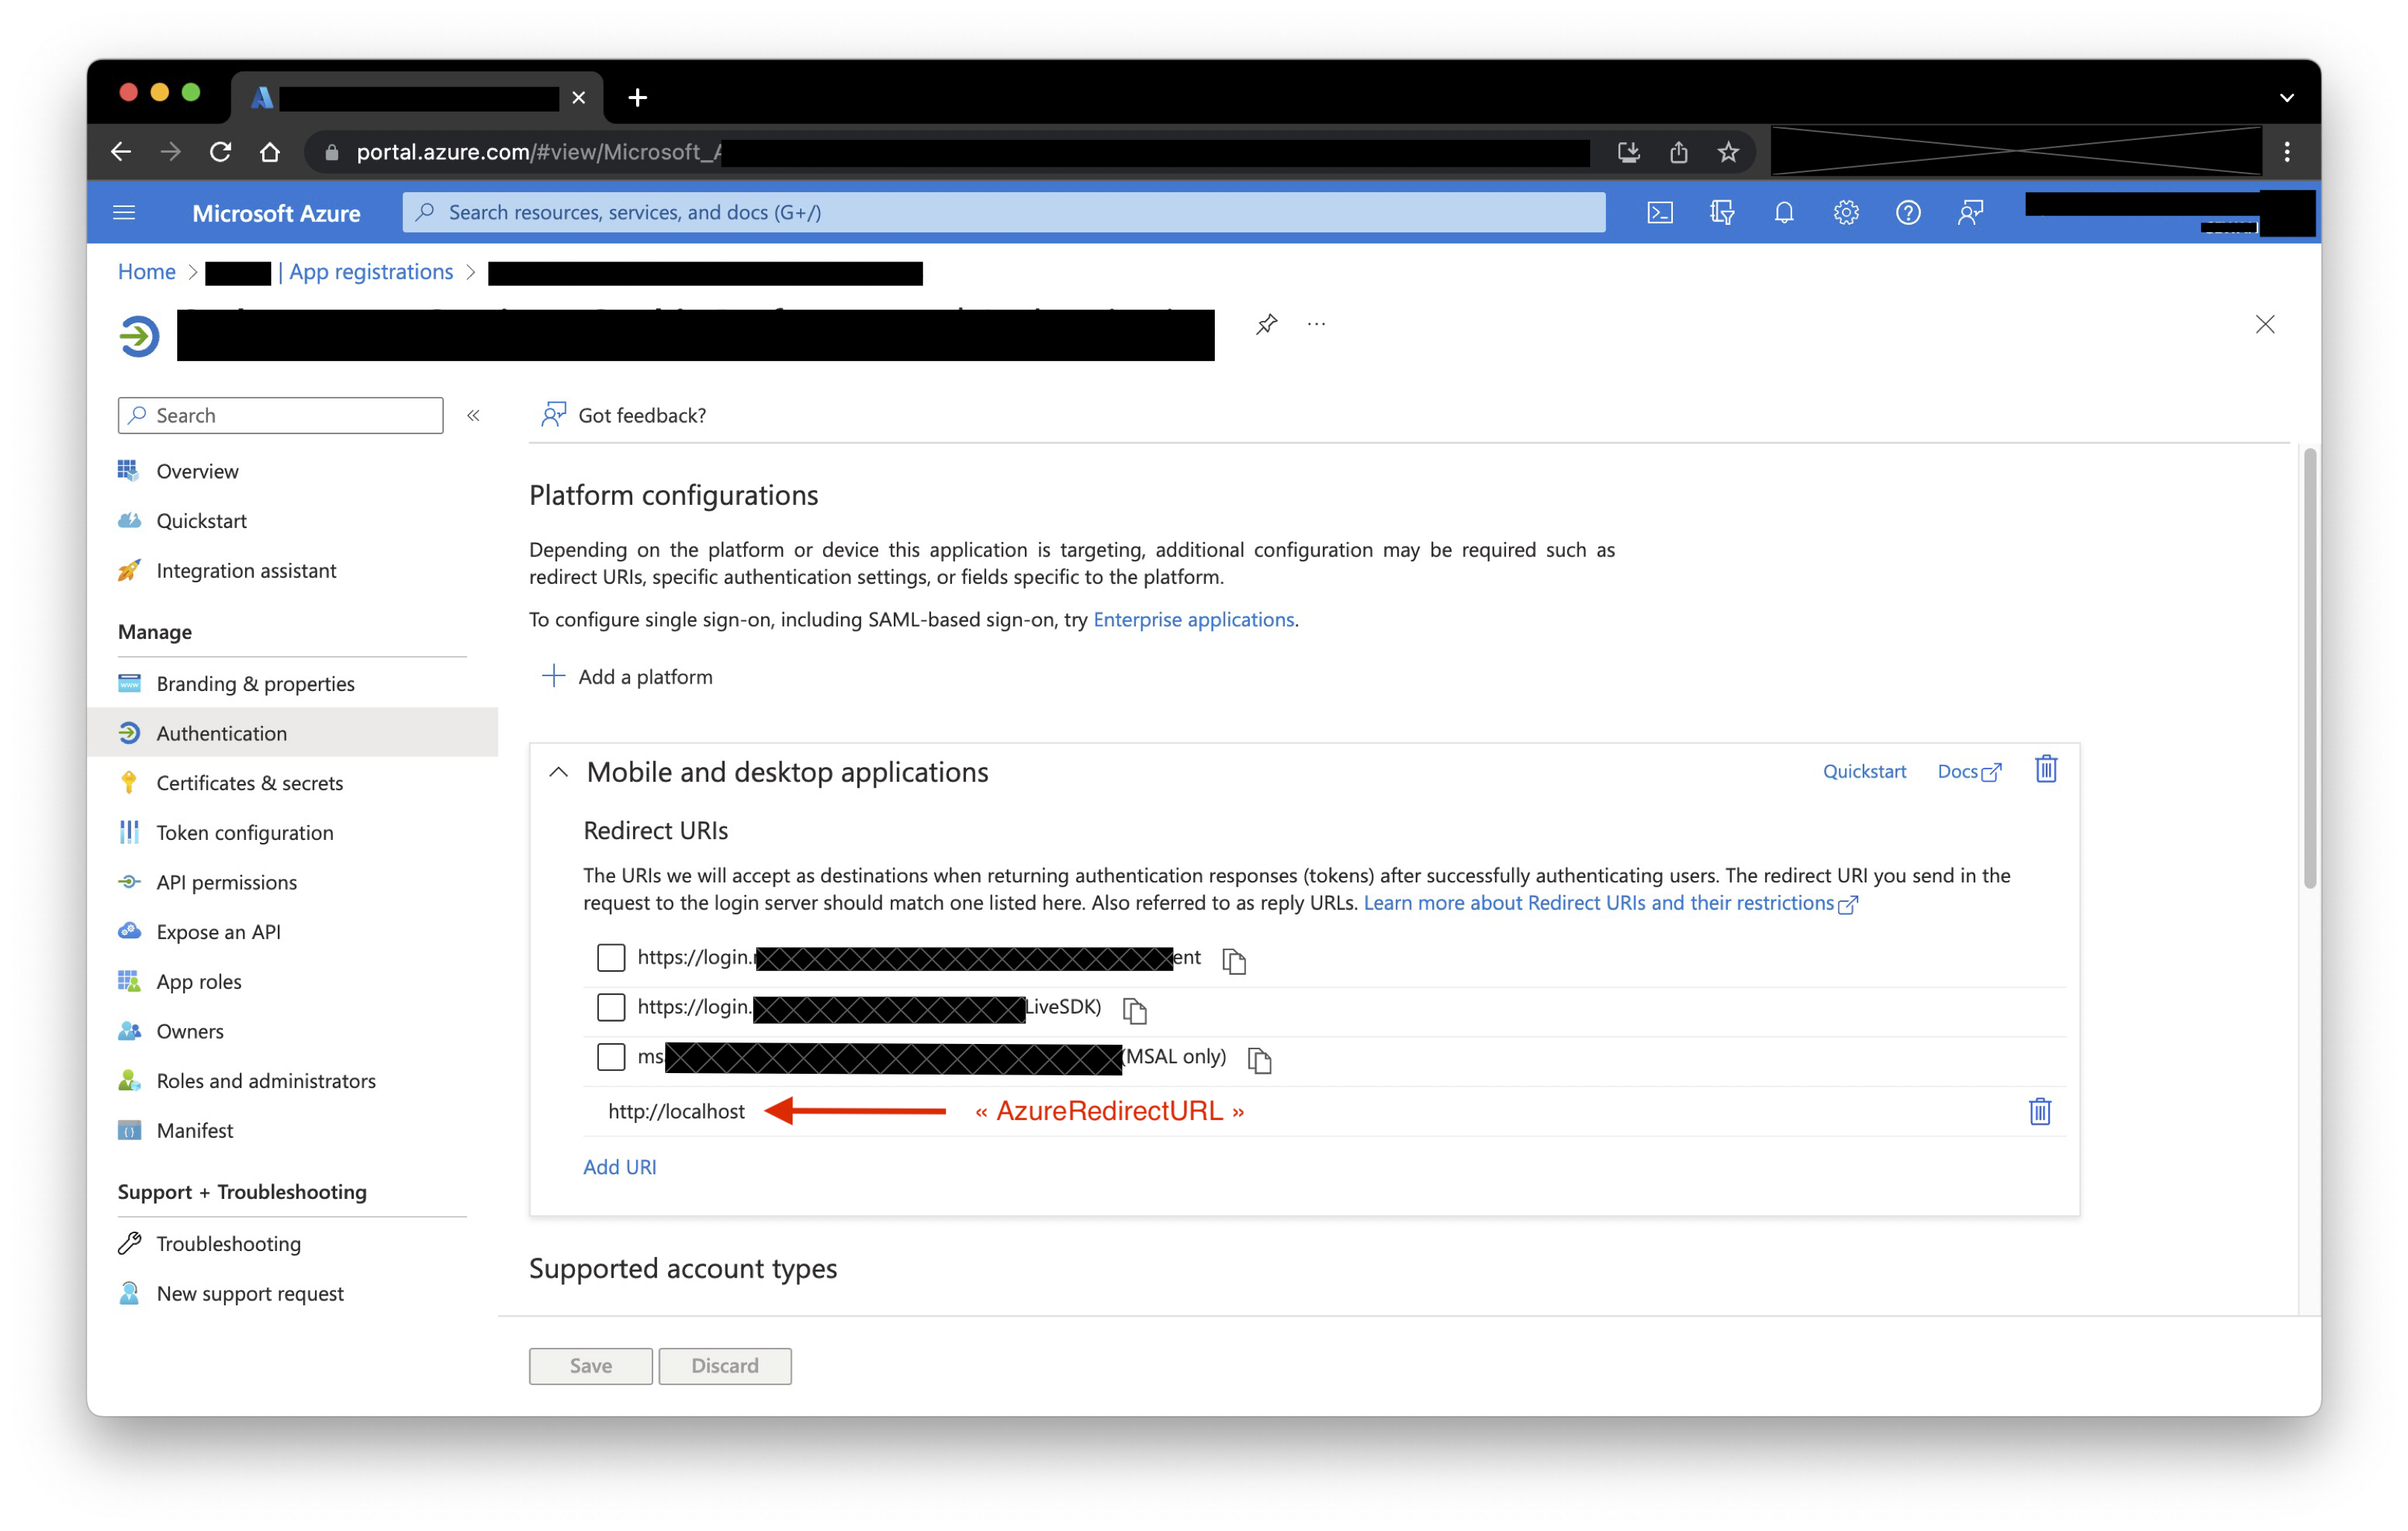 portal.azure.com/#view/Microsoft_A
Microsoft Azure
Search resources, services, and docs (G+/)
Home > | App registrations >
Search
«
Got feedback?
Overview
Quickstart
Integration assistant
Manage
Branding & properties
Authentication
Certificates & secrets
Token configuration
API permissions
Expose an API
App roles
Owners
Roles and administrators
Manifest
Support + Troubleshooting
Troubleshooting
New support request
Platform configurations
Depending on the platform or device this application is targeting, additional configuration may be required such as
redirect URIs, specific authentication settings, or fields specific to the platform.
To configure single sign-on, including SAML-based sign-on, try Enterprise applications.
Add a platform
Mobile and desktop applications
Quickstart
Docs
Redirect URIs
The URIs we will accept as destinations when returning authentication responses (tokens) after successfully authenticating users. The redirect URI you send in the
request to the login server should match one listed here. Also referred to as reply URLs. Learn more about Redirect URIs and their restrictions
https://login. ent
https://login. LiveSDK)
ms (MSAL only)
http://localhost
« AzureRedirectURL »
Add URI
Supported account types
Save
Discard